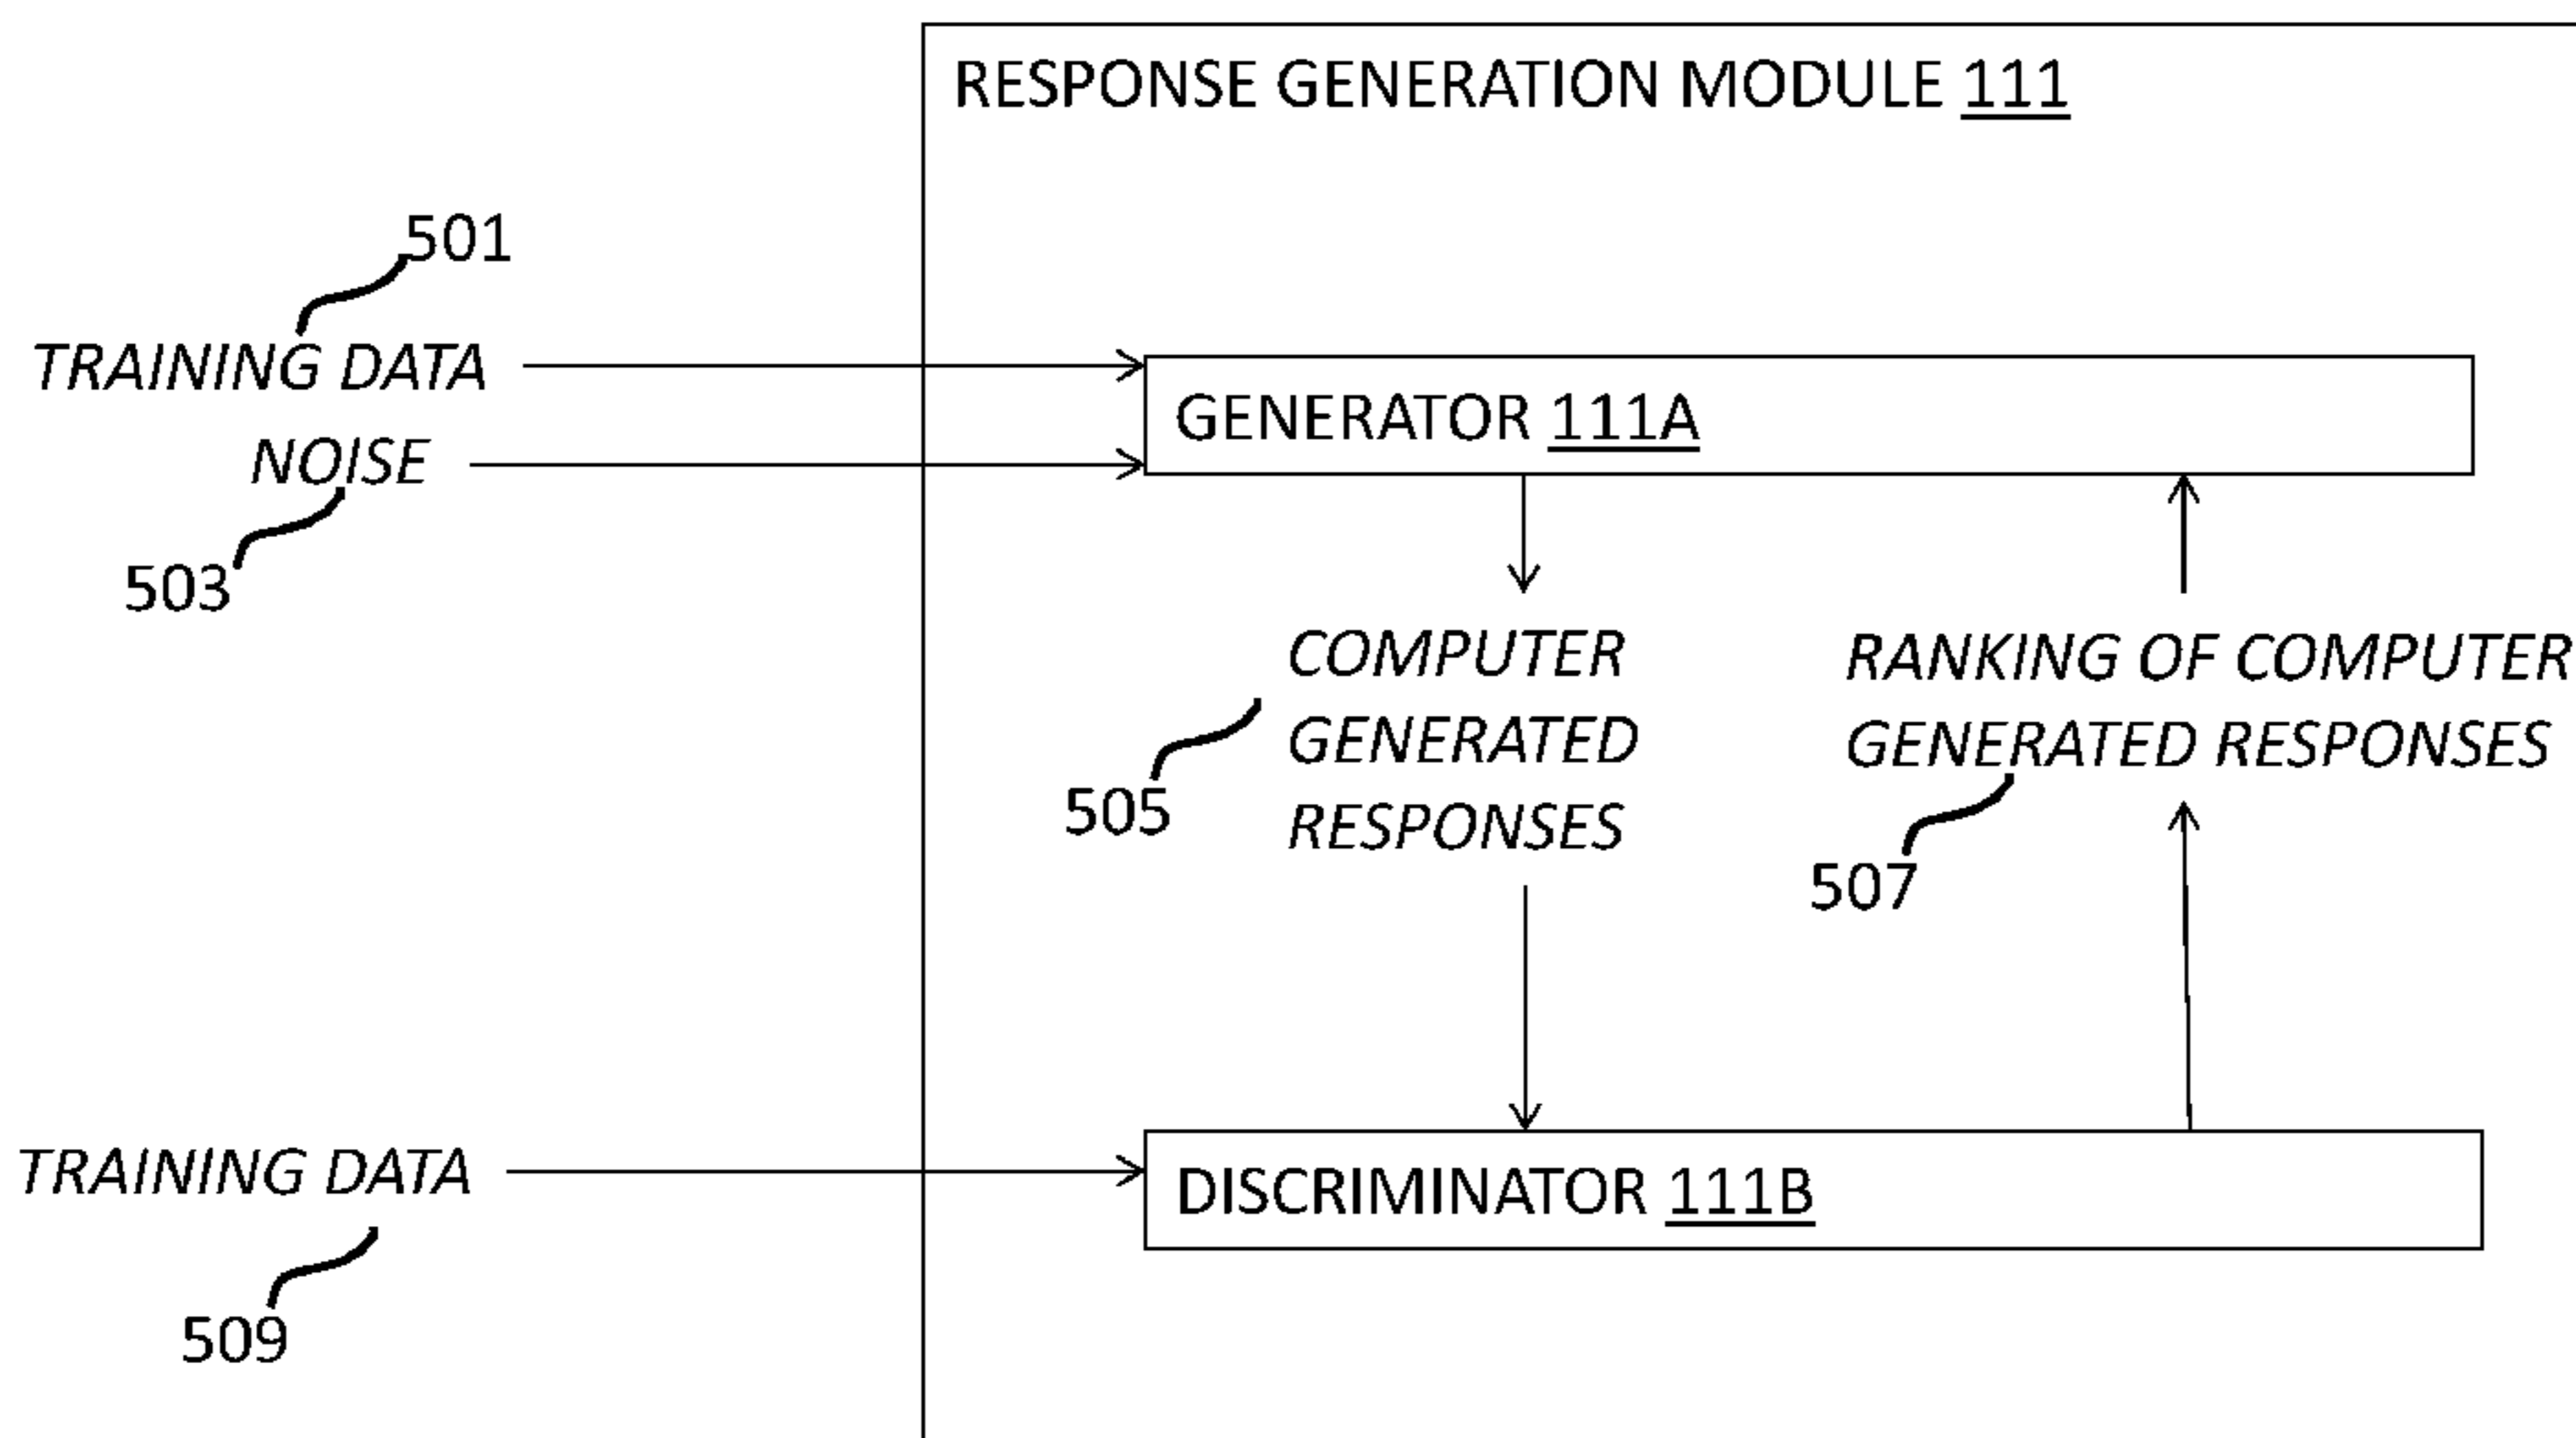 RESPONSE GENERATION MODULE 111
501
TRAINING DATA
GENERATOR 111A
NOISE
503
COMPUTER
GENERATED
RESPONSES
505
RANKING OF COMPUTER
GENERATED RESPONSES
507
TRAINING DATA
DISCRIMINATOR 111B
509